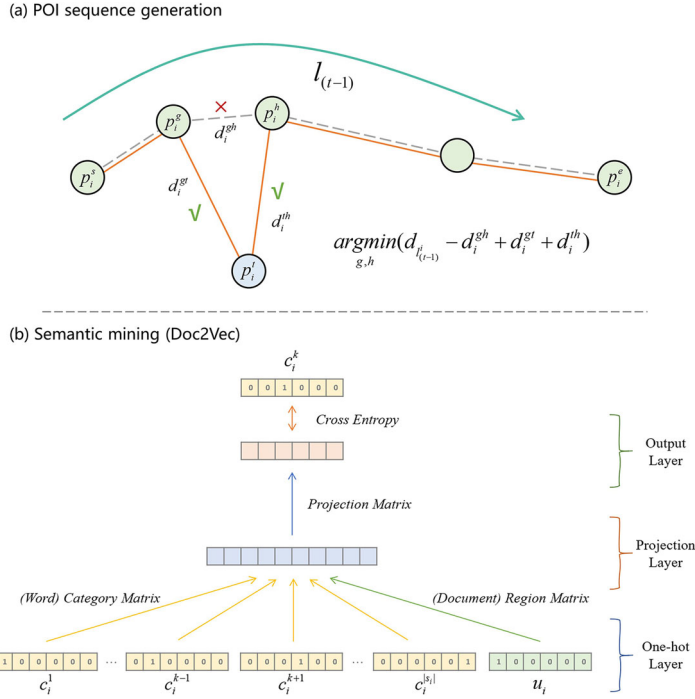 (a) POI sequence generation
l_{(t-1)}
p_i^s
p_i^g
×
d_i^{gh}
p_i^h
p_i^e
d_i^{gt}
√
√
d_i^{th}
p_i^t
argmin_{g,h}(d_{l_{(t-1)}^i} - d_i^{gh} + d_i^{gt} + d_i^{th})
(b) Semantic mining (Doc2Vec)
c_i^k
0 0 1 0 0 0
Cross Entropy
Output
Layer
Projection Matrix
Projection
Layer
(Word) Category Matrix
(Document) Region Matrix
One-hot
Layer
1 0 0 0 0 0 ... 0 1 0 0 0 0 0 0 1 0 0 0 ... 0 0 0 0 0 1 1 0 0 0 0 0
c_i^1 c_i^{k-1} c_i^{k+1} c_i^{|s_i|} u_i